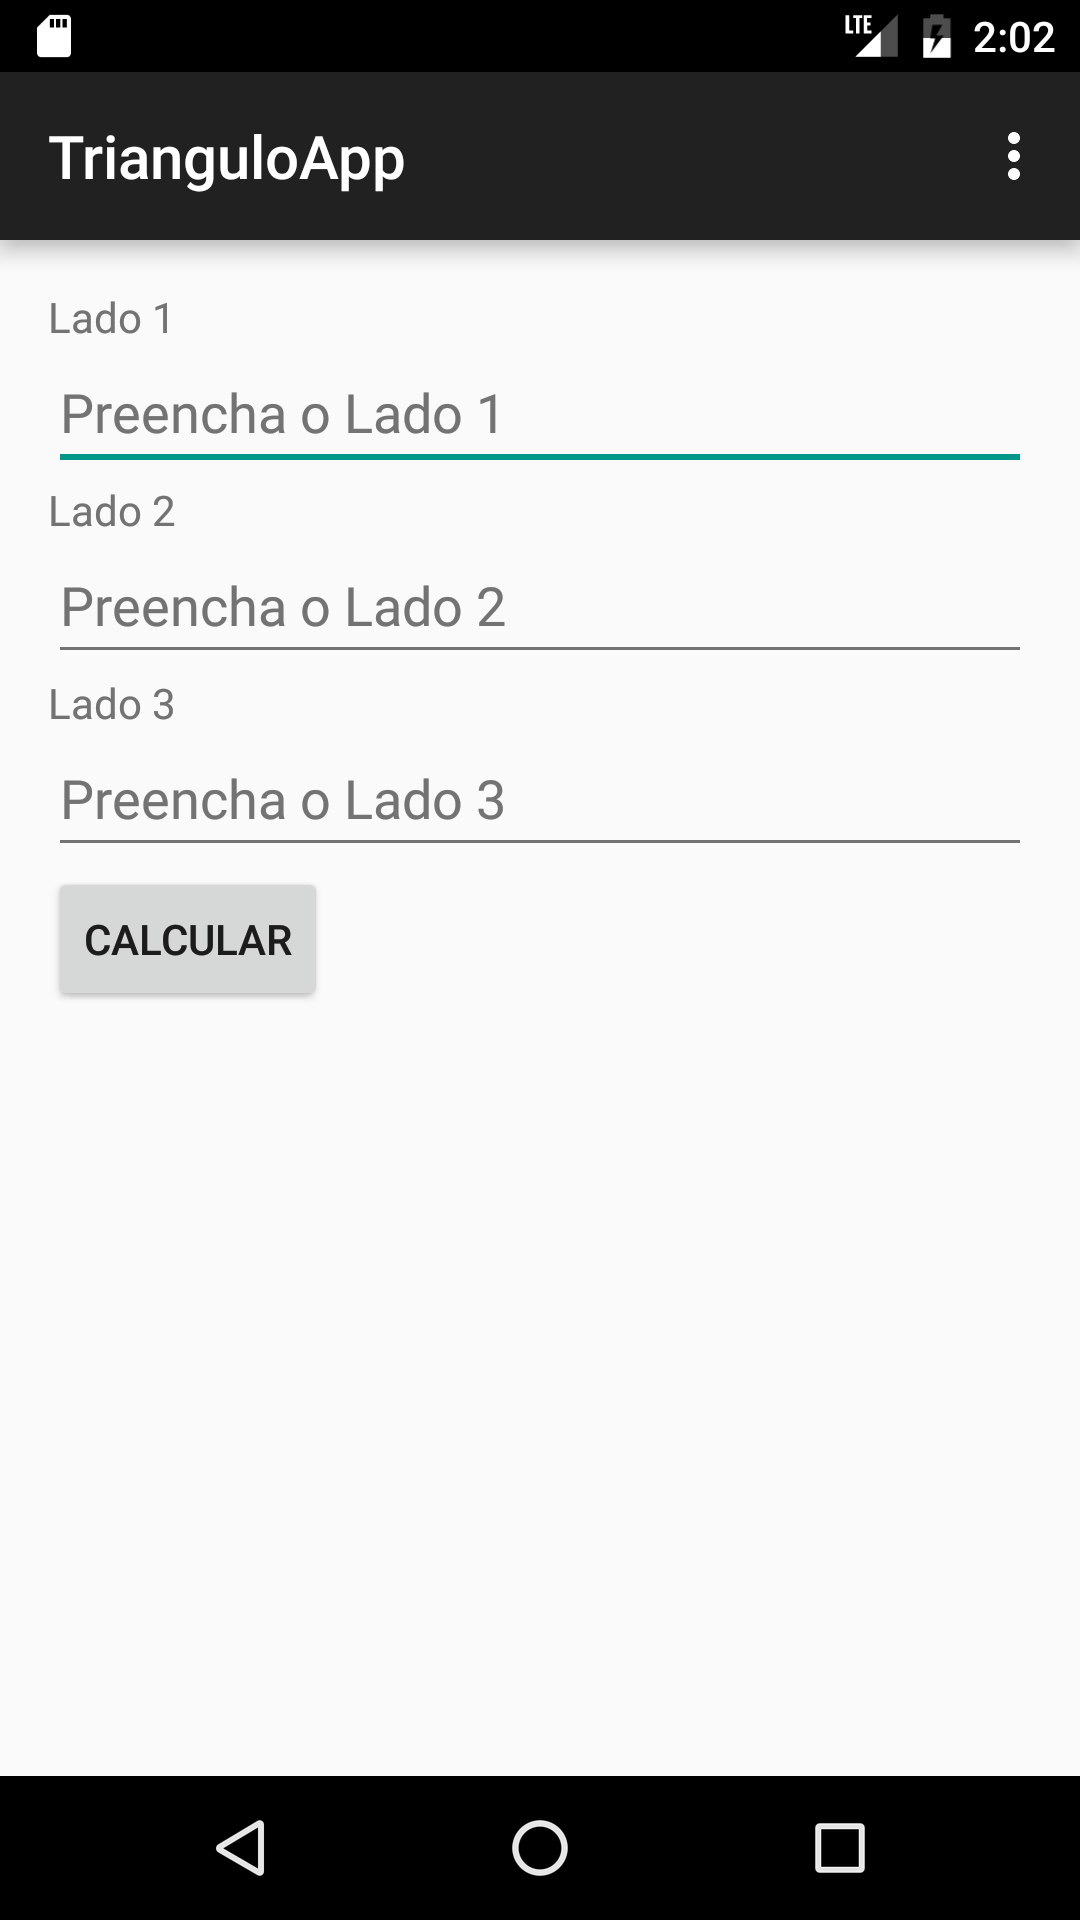 LTE 2:02
TrianguloApp
Lado 1
Preencha o Lado 1
Lado 2
Preencha o Lado 2
Lado 3
Preencha o Lado 3
CALCULAR